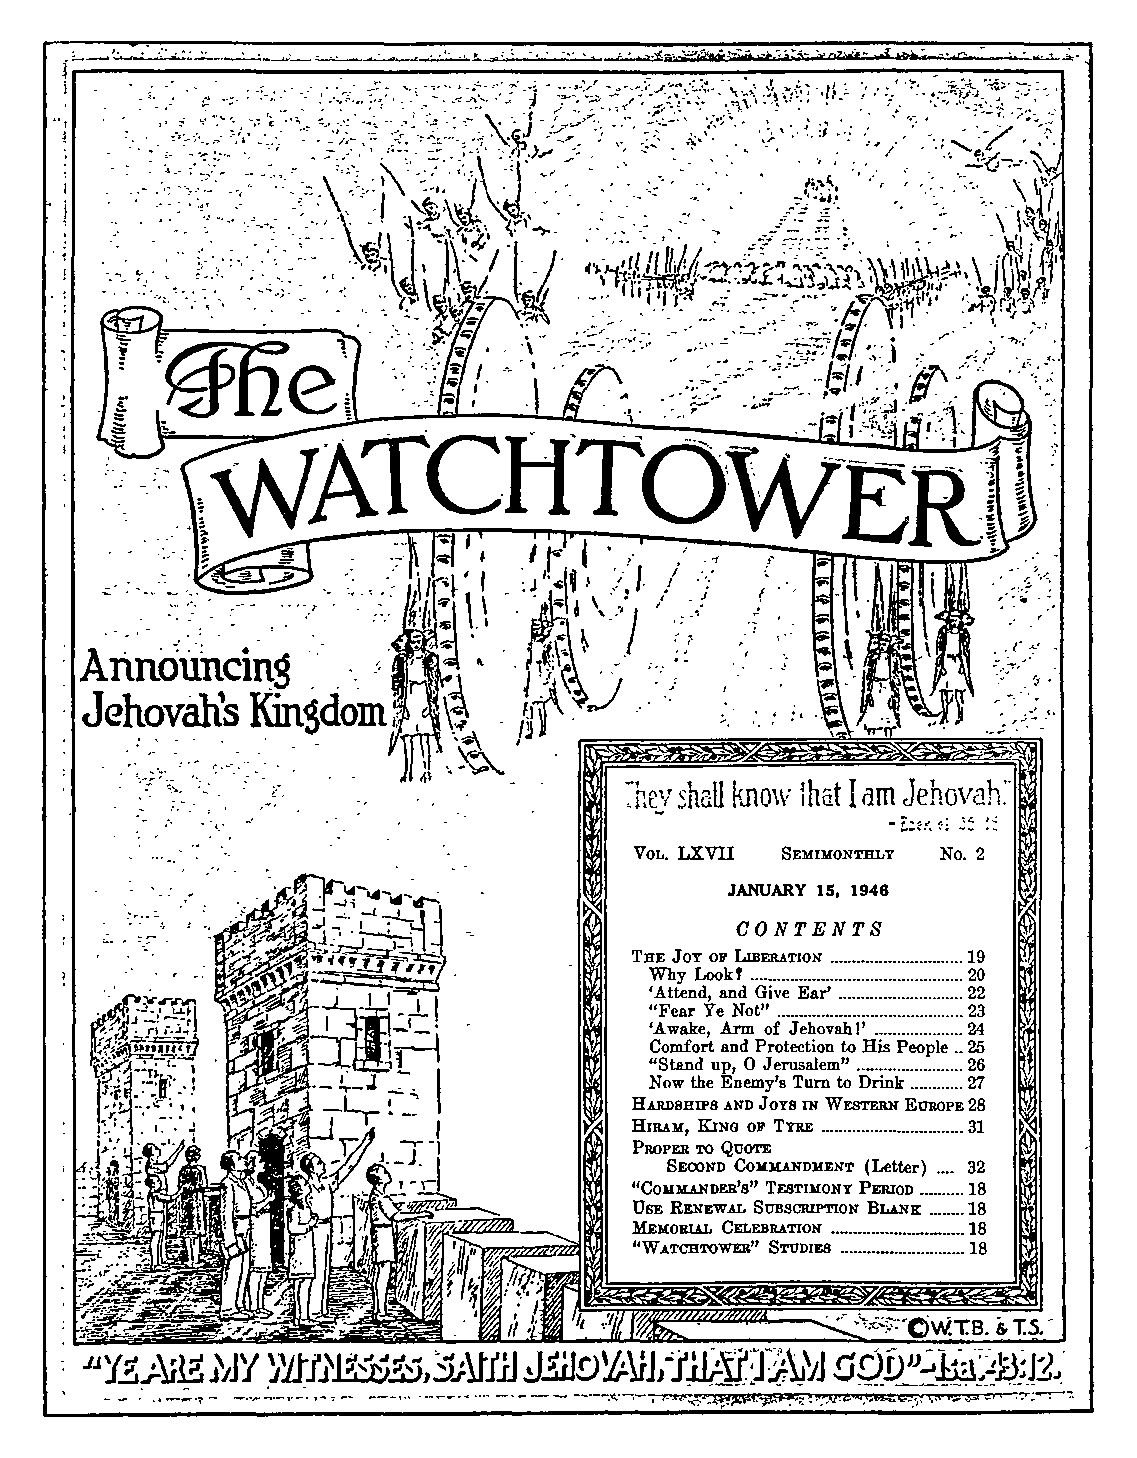 The
WATCHTOWER
Announcing
Jehovah's Kingdom
They shall know that I am Jehovah."
VOL. LXVII SEMIMONTHLY No. 2
JANUARY 15, 1946
CONTENTS
THE JOY OF LIBERATION ............................ 19
Why Look? ............................................. 20
'Attend, and Give Ear' .......................... 22
"Fear Ye Not" ........................................ 23
'Awake, Arm of Jehovah!' .................. 24
Comfort and Protection to His People .. 25
"Stand up, O Jerusalem" ...................... 26
Now the Enemy's Turn to Drink ........... 27
HARDSHIPS AND JOYS IN WESTERN EUROPE 28
HIRAM, KING OF TYRE .............................. 31
PROPER TO QUOTE
SECOND COMMANDMENT (Letter) .... 32
"COMMANDER'S" TESTIMONY PERIOD ......... 18
USE RENEWAL SUBSCRIPTION BLANK ....... 18
MEMORIAL CELEBRATION ............................ 18
"WATCHTOWER" STUDIES .......................... 18
©W.T.B. & T.S.
"YE ARE MY WITNESSES, SAITH JEHOVAH, THAT I AM GOD"-Isa. 43:12.